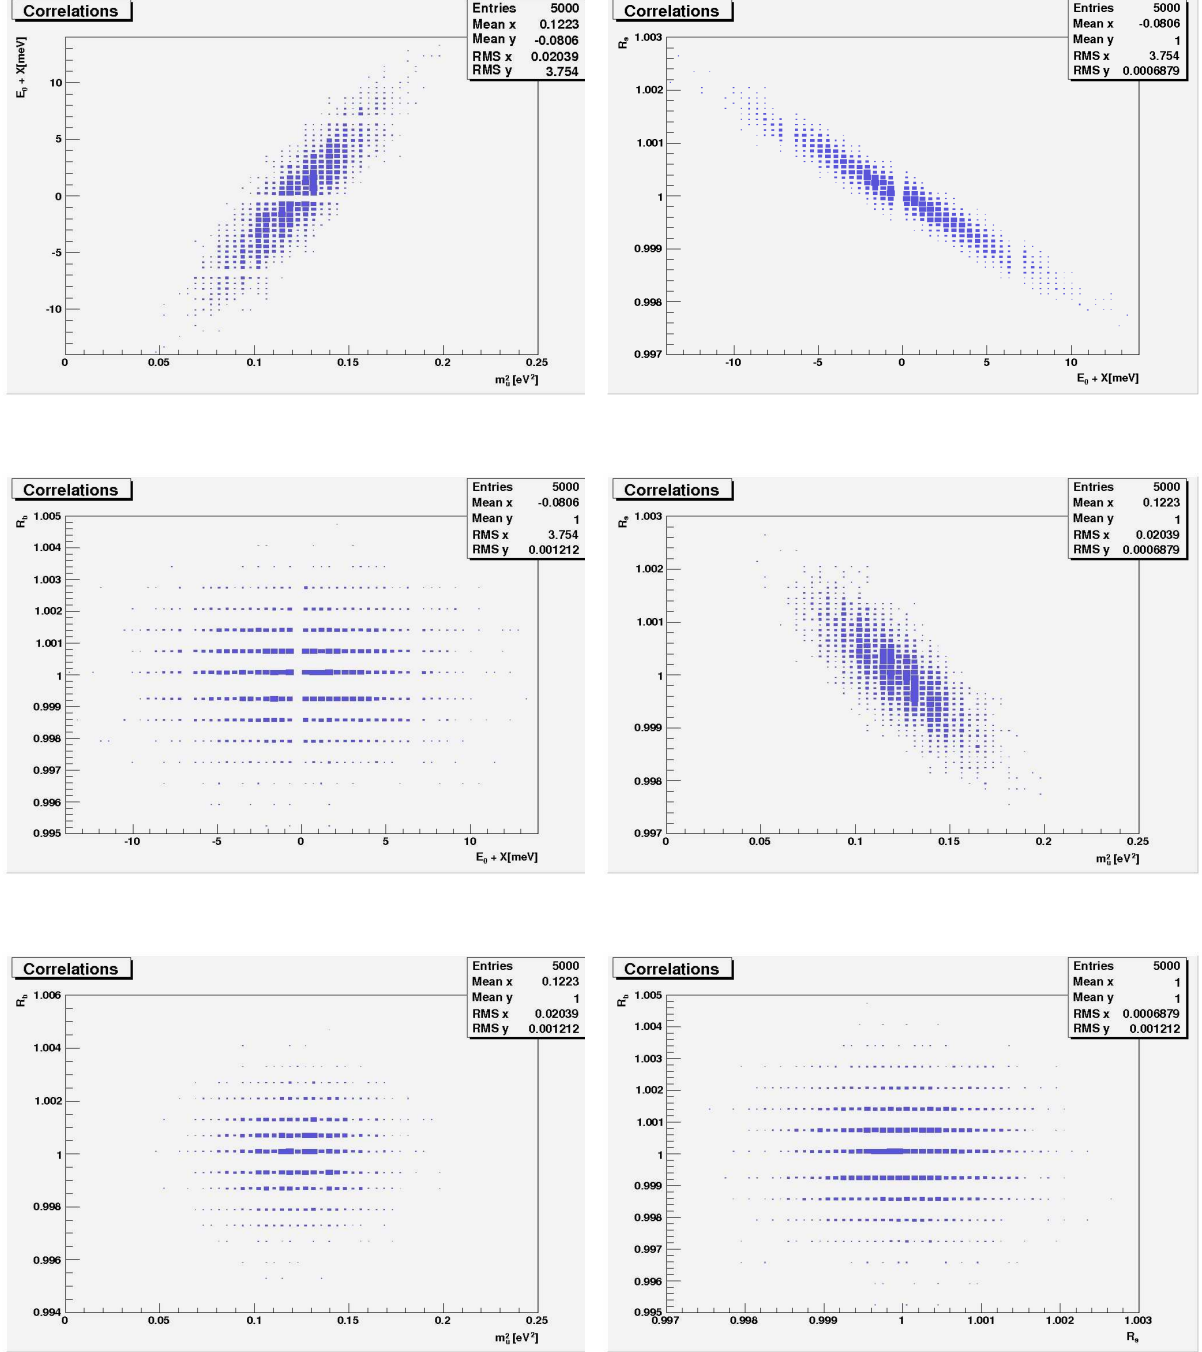 Correlations
Entries 5000
Mean x 0.1223
Mean y -0.0806
RMS x 0.02039
RMS y 3.754
E0 + X[meV]
10
5
0
-5
-10
0 0.05 0.1 0.15 0.2 0.25
m²ᵤ [eV²]
Correlations
Entries 5000
Mean x -0.0806
Mean y 1
RMS x 3.754
RMS y 0.0006879
Rs
1.003
1.002
1.001
1
0.999
0.998
0.997
-10 -5 0 5 10
E0 + X[meV]
Correlations
Entries 5000
Mean x -0.0806
Mean y 1
RMS x 3.754
RMS y 0.001212
Rb
1.005
1.004
1.003
1.002
1.001
1
0.999
0.998
0.997
0.996
0.995
-10 -5 0 5 10
E0 + X[meV]
Correlations
Entries 5000
Mean x 0.1223
Mean y 1
RMS x 0.02039
RMS y 0.0006879
Rs
1.003
1.002
1.001
1
0.999
0.998
0.997
0 0.05 0.1 0.15 0.2 0.25
m²ᵤ [eV²]
Correlations
Entries 5000
Mean x 0.1223
Mean y 1
RMS x 0.02039
RMS y 0.001212
Rb
1.006
1.004
1.002
1
0.998
0.996
0.994
0 0.05 0.1 0.15 0.2 0.25
m²ᵤ [eV²]
Correlations
Entries 5000
Mean x 1
Mean y 1
RMS x 0.0006879
RMS y 0.001212
Rb
1.005
1.004
1.003
1.002
1.001
1
0.999
0.998
0.997
0.996
0.995
0.997 0.998 0.999 1 1.001 1.002 1.003
Rs